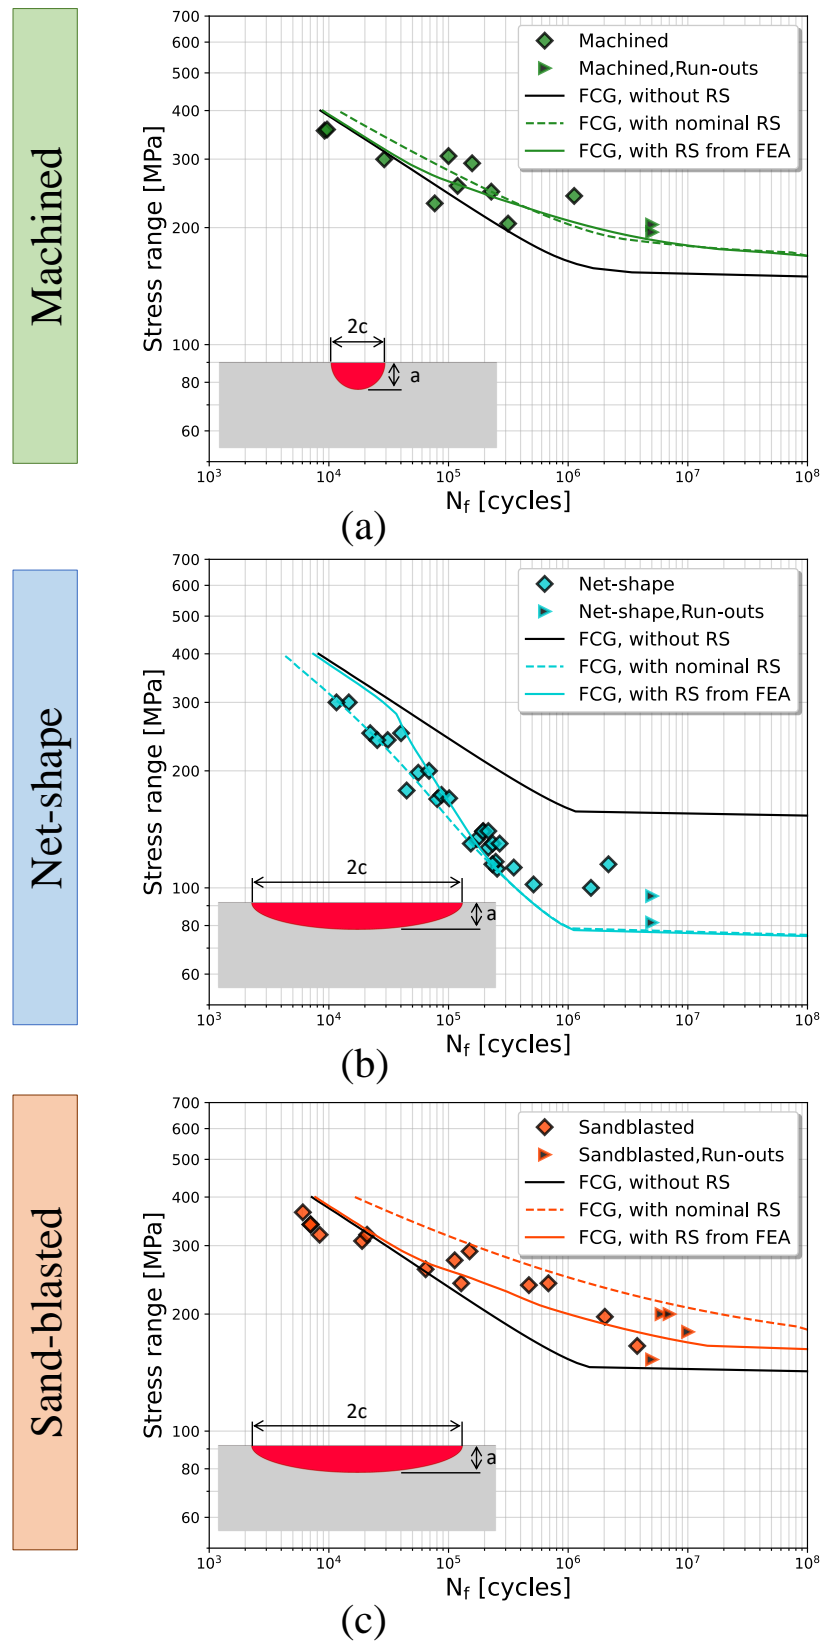 Machined
Stress range [MPa]
700
600
500
400
300
200
100
80
60
Machined
Machined,Run-outs
FCG, without RS
FCG, with nominal RS
FCG, with RS from FEA
2c
a
10³ 10⁴ 10⁵ 10⁶ 10⁷ 10⁸
N_f [cycles]
(a)
Net-shape
Stress range [MPa]
700
600
500
400
300
200
100
80
60
Net-shape
Net-shape,Run-outs
FCG, without RS
FCG, with nominal RS
FCG, with RS from FEA
2c
a
10³ 10⁴ 10⁵ 10⁶ 10⁷ 10⁸
N_f [cycles]
(b)
Sand-blasted
Stress range [MPa]
700
600
500
400
300
200
100
80
60
Sandblasted
Sandblasted,Run-outs
FCG, without RS
FCG, with nominal RS
FCG, with RS from FEA
2c
a
10³ 10⁴ 10⁵ 10⁶ 10⁷ 10⁸
N_f [cycles]
(c)